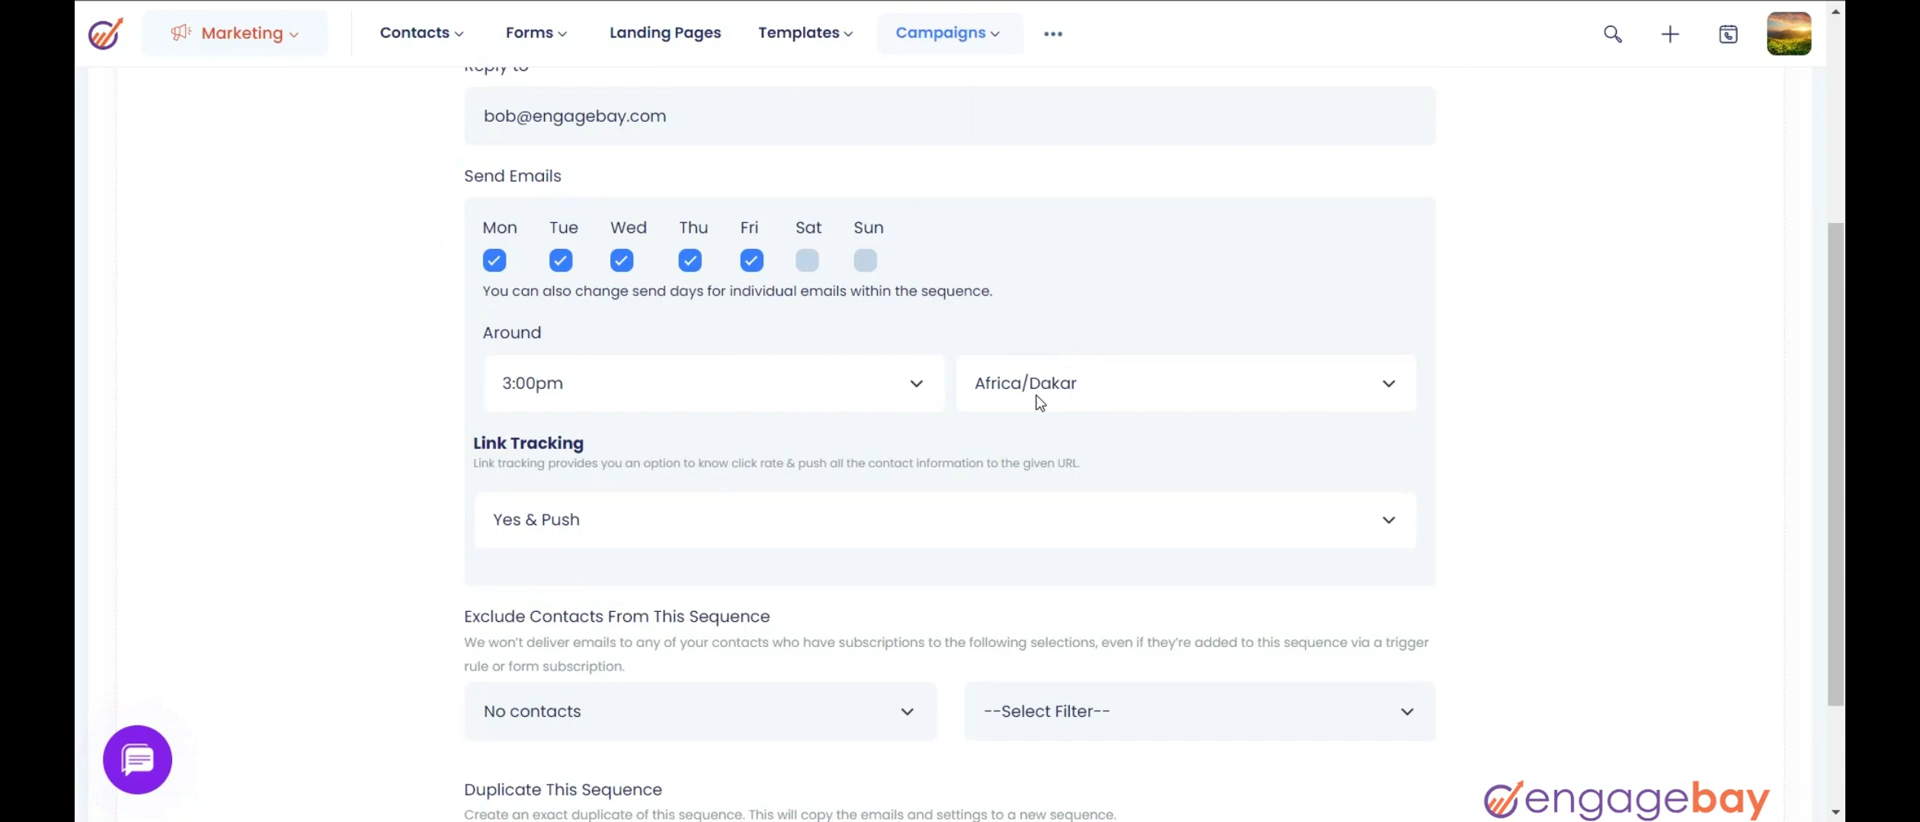 Marketing
Contacts
Forms
Landing Pages
Templates
Campaigns
Reply to
bob@engagebay.com
Send Emails
Mon Tue Wed Thu Fri Sat Sun
You can also change send days for individual emails within the sequence.
Around
3:00pm
Africa/Dakar
Link Tracking
Link tracking provides you an option to know click rate & push all the contact information to the given URL.
Yes & Push
Exclude Contacts From This Sequence
We won't deliver emails to any of your contacts who have subscriptions to the following selections, even if they're added to this sequence via a trigger
rule or form subscription.
No contacts
--Select Filter--
Duplicate This Sequence
Create an exact duplicate of this sequence. This will copy the emails and settings to a new sequence.
engagebay